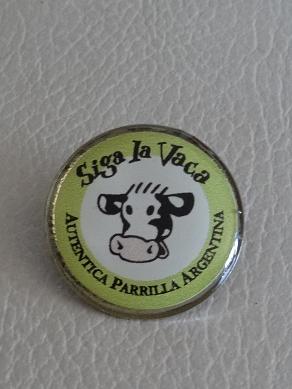 Siga la Vaca
AUTENTICA PARRILLA ARGENTINA